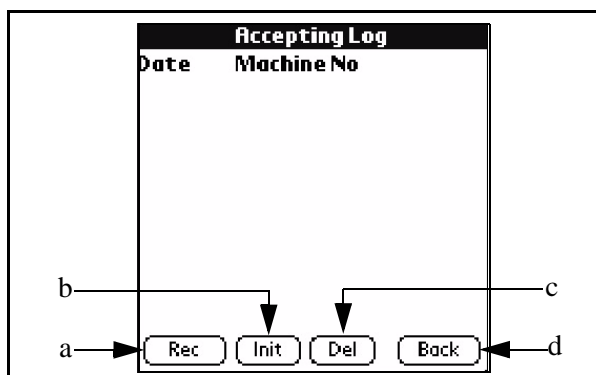 Accepting Log
Date Machine No
b
c
a Rec Init Del Back d